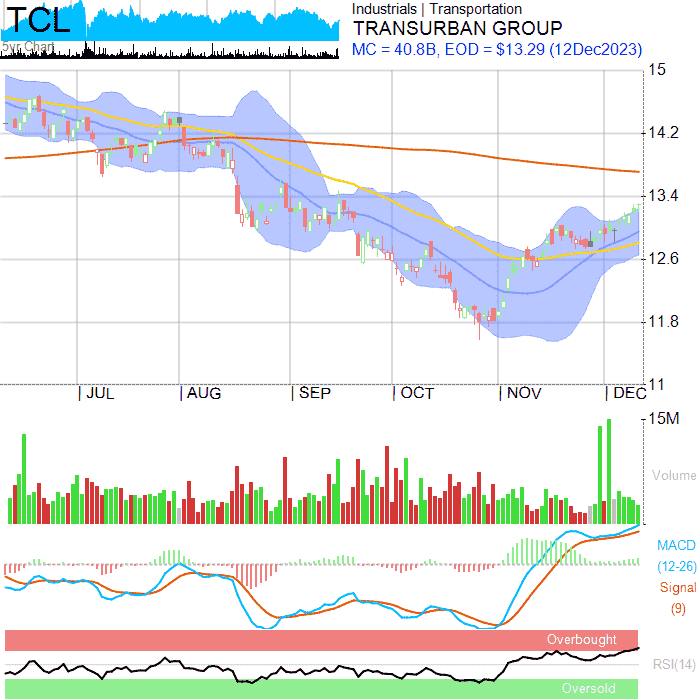 TCL
5yr Chart
Industrials | Transportation
TRANSURBAN GROUP
MC = 40.8B, EOD = $13.29 (12Dec2023)
15
14.2
13.4
12.6
11.8
11
JUL AUG SEP OCT NOV DEC
15M
Volume
MACD
(12-26)
Signal
(9)
Overbought
RSI(14)
Oversold